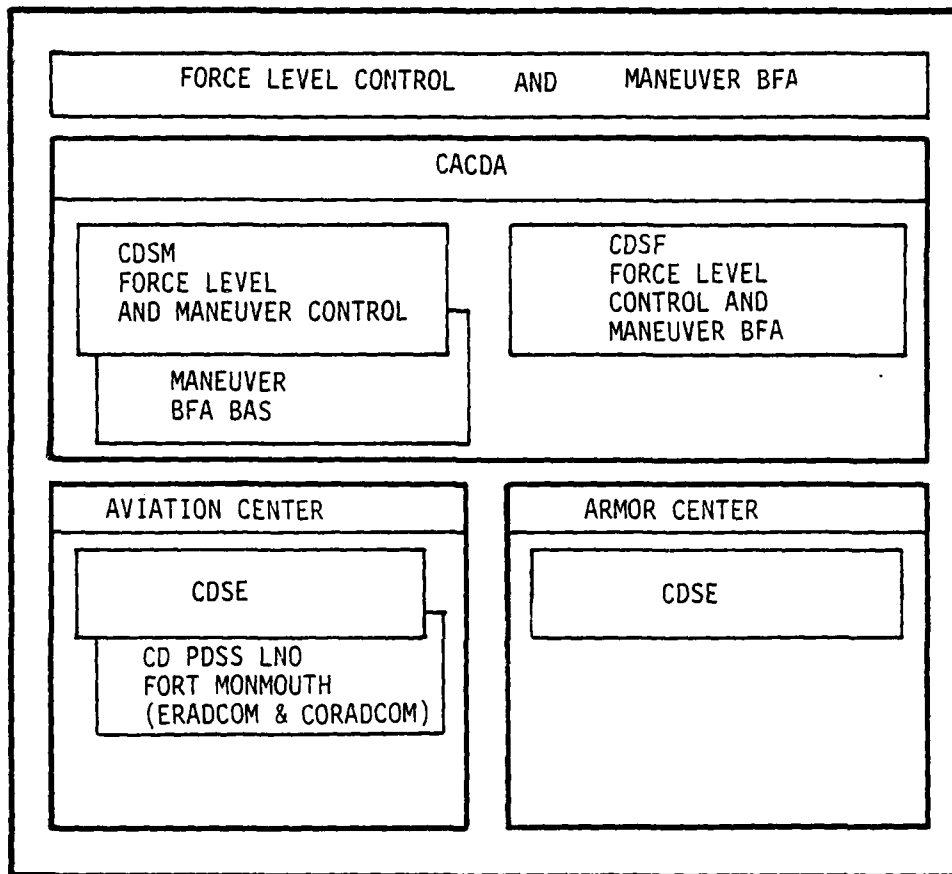 FORCE LEVEL CONTROL AND MANEUVER BFA
CACDA
CDSM
FORCE LEVEL
AND MANEUVER CONTROL
MANEUVER
BFA BAS
CDSF
FORCE LEVEL
CONTROL AND
MANEUVER BFA
AVIATION CENTER
CDSE
CD PDSS LNO
FORT MONMOUTH
(ERADCOM & CORADCOM)
ARMOR CENTER
CDSE